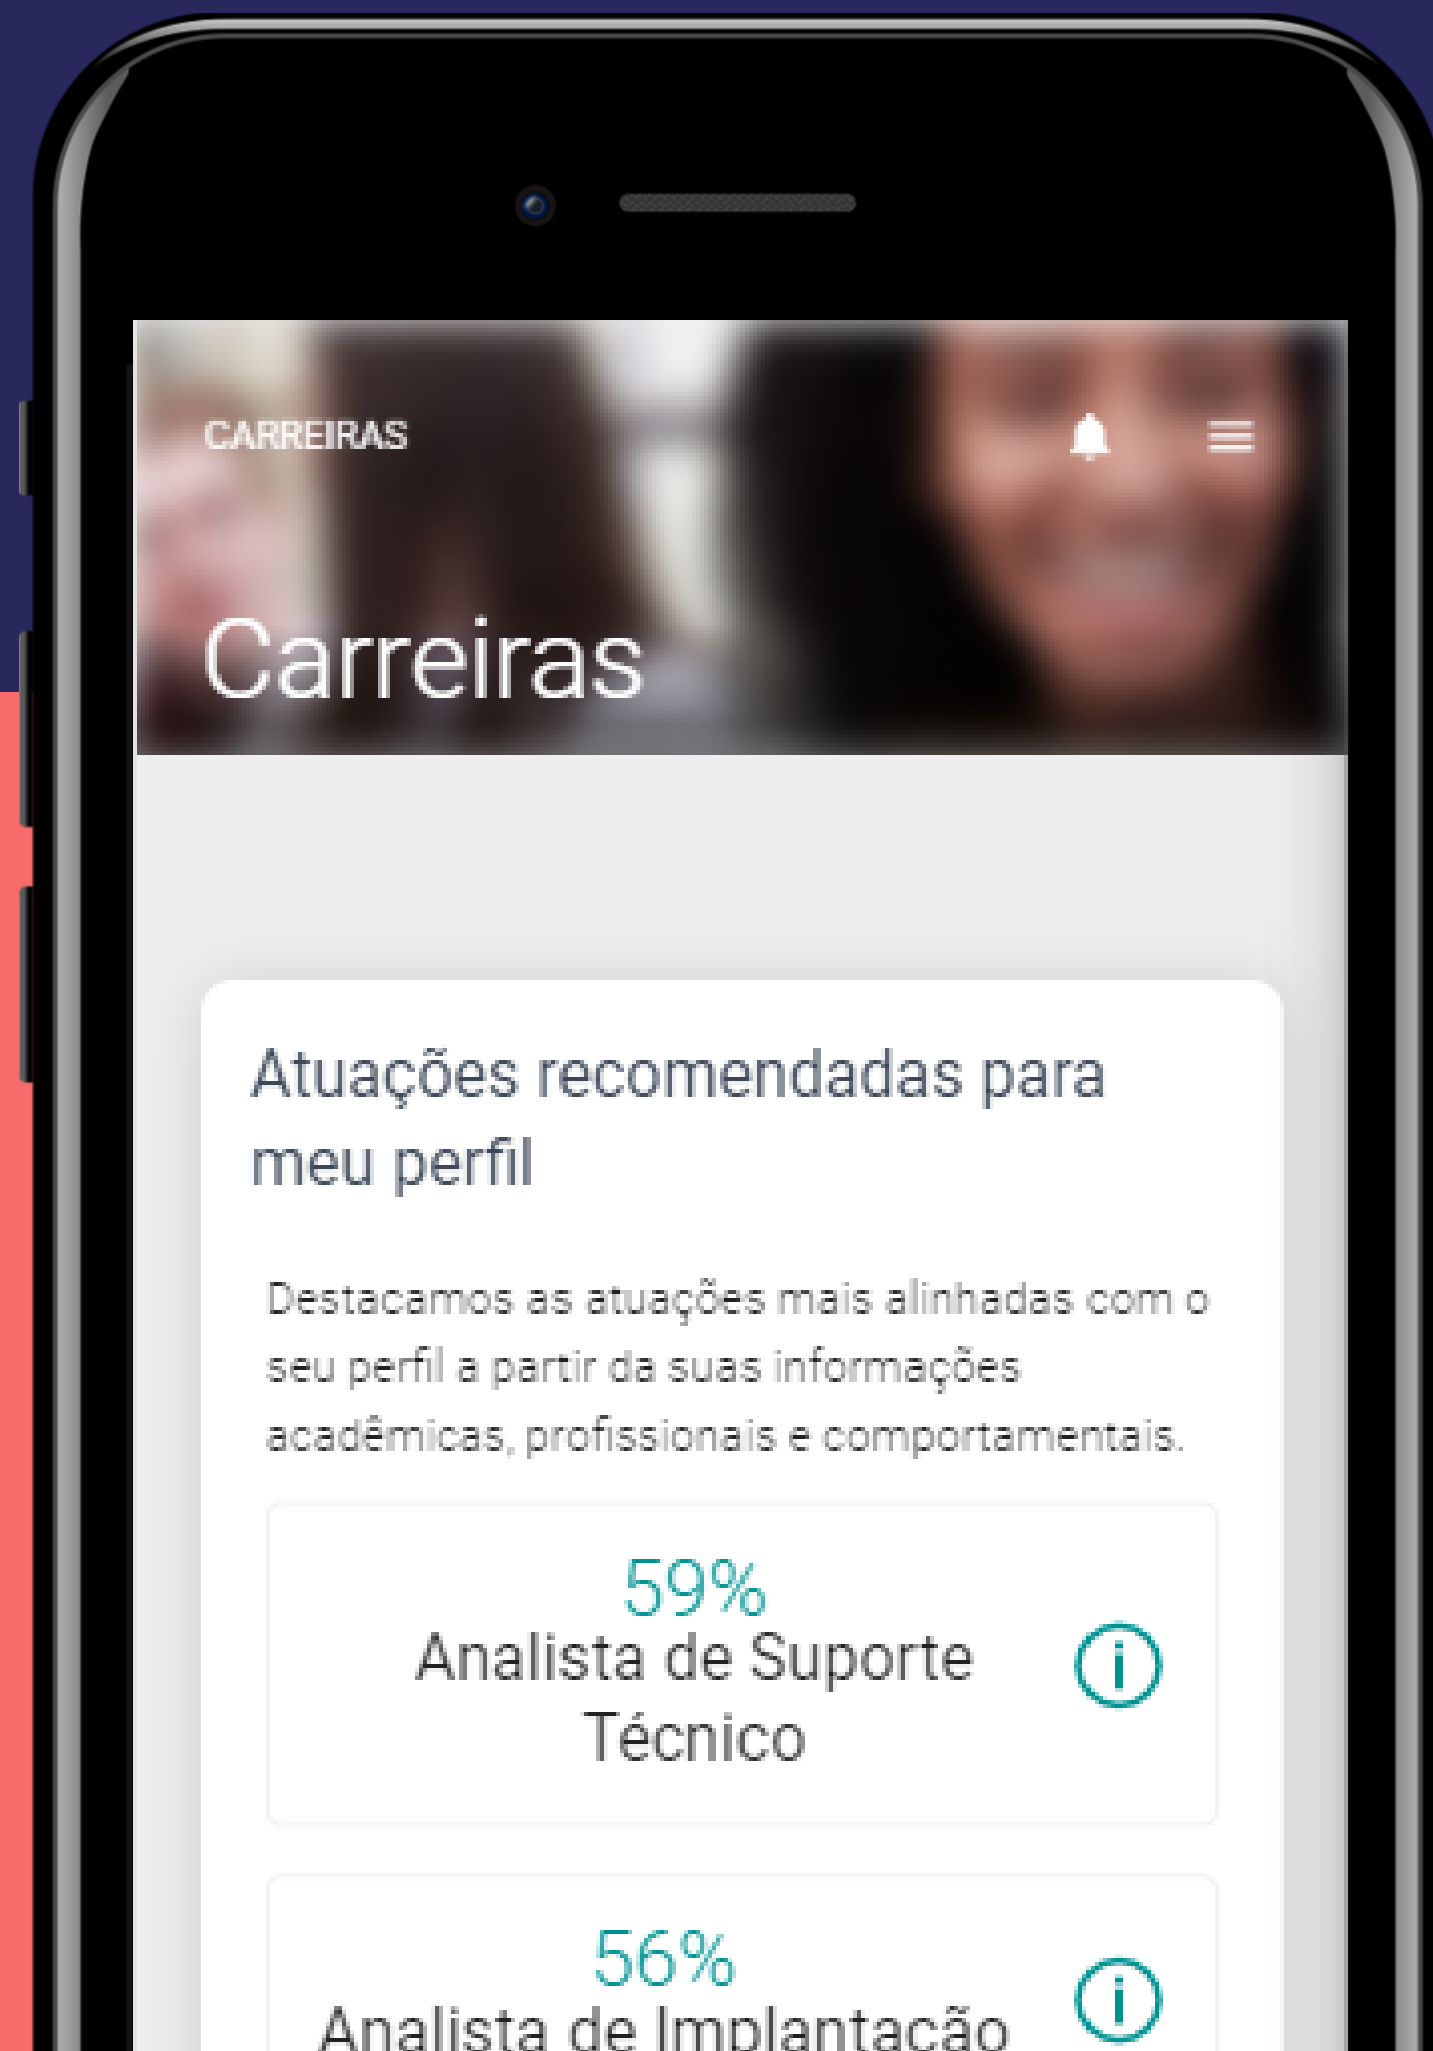 CARREIRAS
Carreiras
Atuações recomendadas para
meu perfil
Destacamos as atuações mais alinhadas com o
seu perfil a partir da suas informações
acadêmicas, profissionais e comportamentais.
59%
Analista de Suporte
Técnico
56%
Analista de Implantação